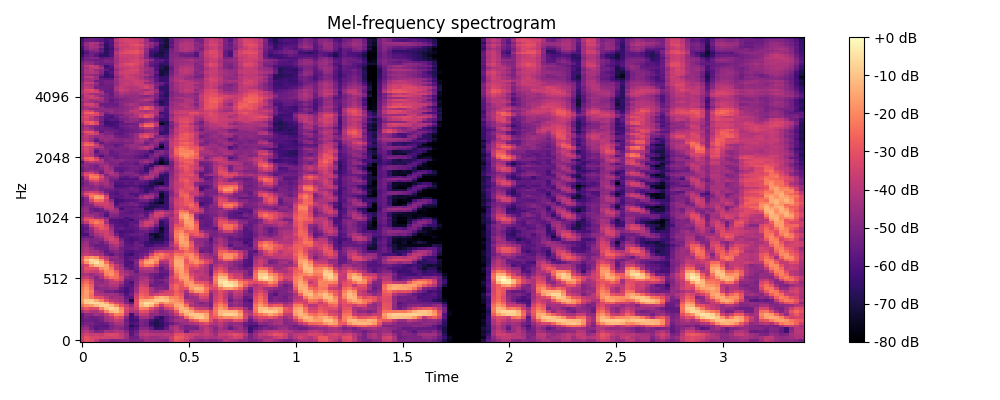 Mel-frequency spectrogram
Hz
4096
2048
1024
512
0
0
0.5
1
1.5
2
2.5
3
Time
+0 dB
-10 dB
-20 dB
-30 dB
-40 dB
-50 dB
-60 dB
-70 dB
-80 dB